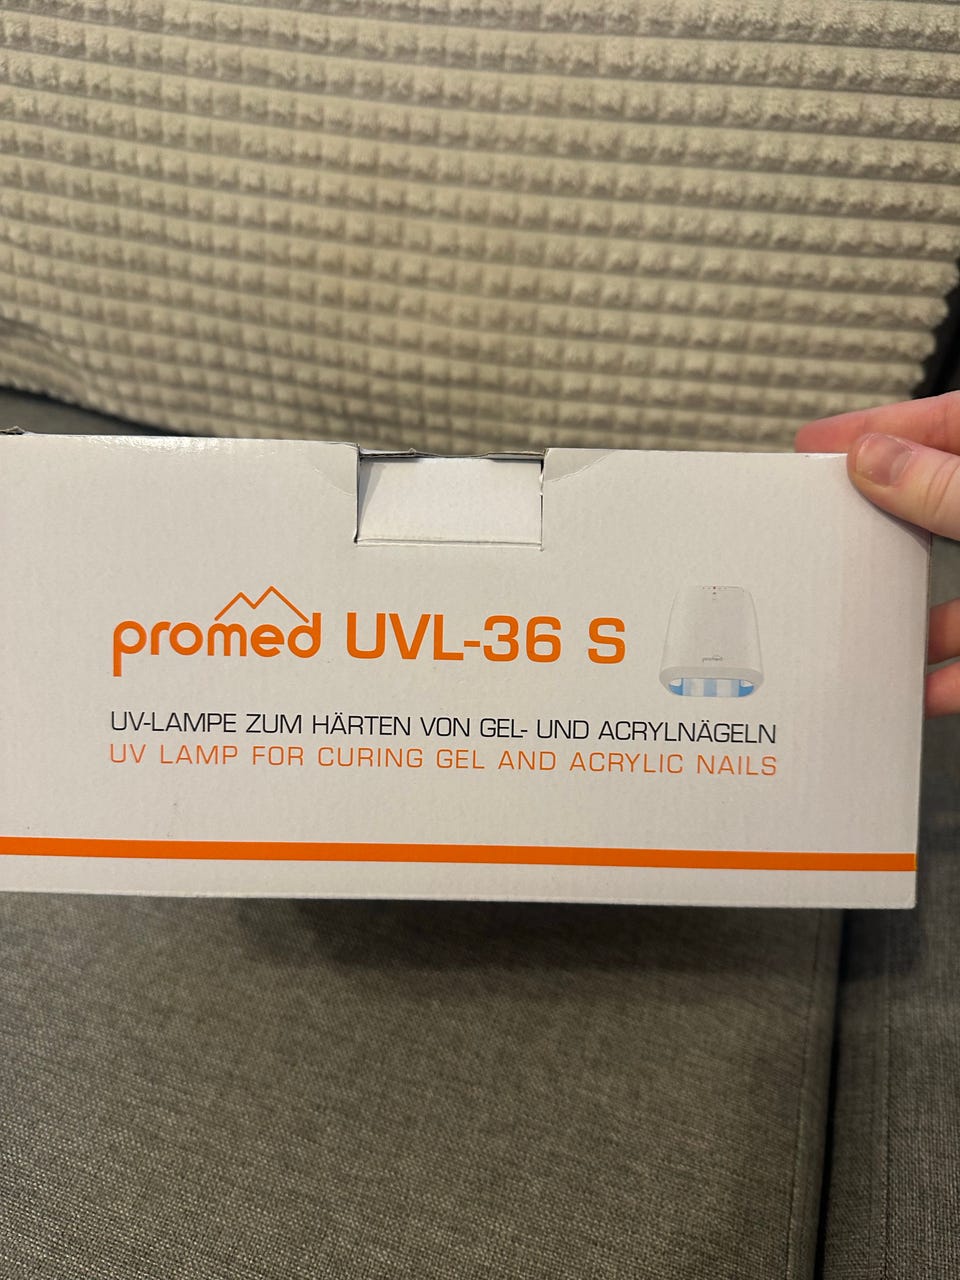 promed UVL-36 S
promed
UV-LAMPE ZUM HÄRTEN VON GEL- UND ACRYLNÄGELN
UV LAMP FOR CURING GEL AND ACRYLIC NAILS